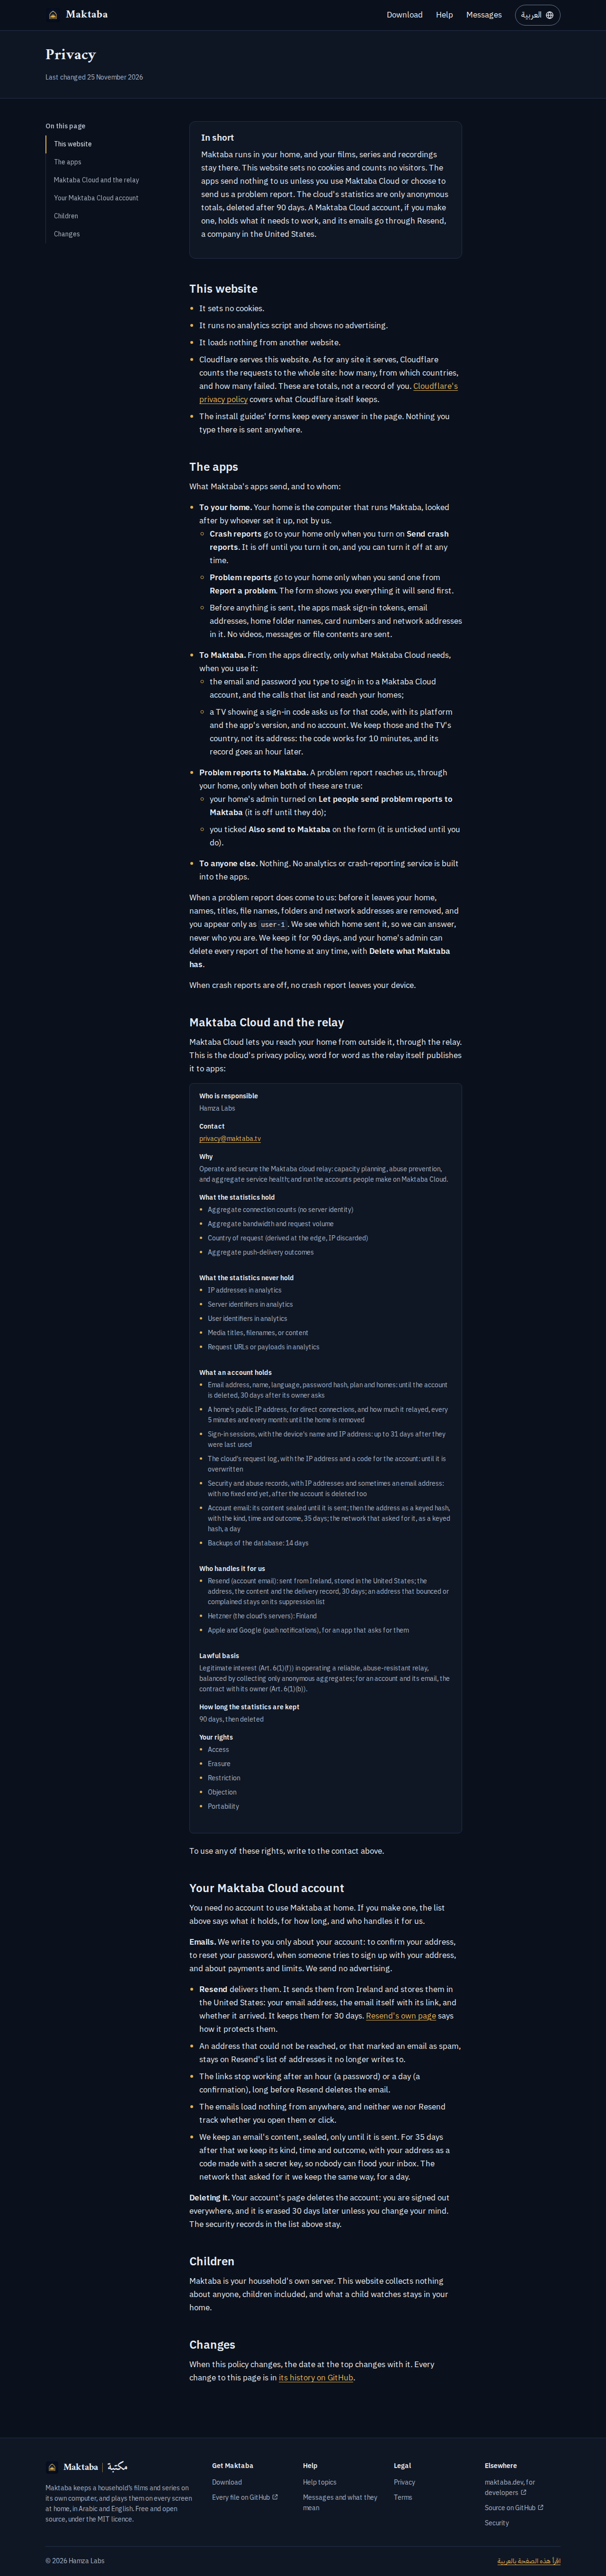 Maktaba
Download
Help
Messages
العربية
Privacy
Last changed 25 November 2026
On this page
This website
The apps
Maktaba Cloud and the relay
Your Maktaba Cloud account
Children
Changes
In short
Maktaba runs in your home, and your films, series and recordings
stay there. This website sets no cookies and counts no visitors. The
apps send nothing to us unless you use Maktaba Cloud or choose to
send us a problem report. The cloud's statistics are only anonymous
totals, deleted after 90 days. A Maktaba Cloud account, if you make
one, holds what it needs to work, and its emails go through Resend,
a company in the United States.
This website
It sets no cookies.
It runs no analytics script and shows no advertising.
It loads nothing from another website.
Cloudflare serves this website. As for any site it serves, Cloudflare
counts the requests to the whole site: how many, from which countries,
and how many failed. These are totals, not a record of you. Cloudflare's
privacy policy covers what Cloudflare itself keeps.
The install guides' forms keep every answer in the page. Nothing you
type there is sent anywhere.
The apps
What Maktaba's apps send, and to whom:
To your home. Your home is the computer that runs Maktaba, looked
after by whoever set it up, not by us.
Crash reports go to your home only when you turn on Send crash
reports. It is off until you turn it on, and you can turn it off at any
time.
Problem reports go to your home only when you send one from
Report a problem. The form shows you everything it will send first.
Before anything is sent, the apps mask sign-in tokens, email
addresses, home folder names, card numbers and network addresses
in it. No videos, messages or file contents are sent.
To Maktaba. From the apps directly, only what Maktaba Cloud needs,
when you use it:
the email and password you type to sign in to a Maktaba Cloud
account, and the calls that list and reach your homes;
a TV showing a sign-in code asks us for that code, with its platform
and the app's version, and no account. We keep those and the TV's
country, not its address: the code works for 10 minutes, and its
record goes an hour later.
Problem reports to Maktaba. A problem report reaches us, through
your home, only when both of these are true:
your home's admin turned on Let people send problem reports to
Maktaba (it is off until they do);
you ticked Also send to Maktaba on the form (it is unticked until you
do).
To anyone else. Nothing. No analytics or crash-reporting service is built
into the apps.
When a problem report does come to us: before it leaves your home,
names, titles, file names, folders and network addresses are removed, and
you appear only as user-1. We see which home sent it, so we can answer,
never who you are. We keep it for 90 days, and your home's admin can
delete every report of the home at any time, with Delete what Maktaba
has.
When crash reports are off, no crash report leaves your device.
Maktaba Cloud and the relay
Maktaba Cloud lets you reach your home from outside it, through the relay.
This is the cloud's privacy policy, word for word as the relay itself publishes
it to apps:
Who is responsible
Hamza Labs
Contact
privacy@maktaba.tv
Why
Operate and secure the Maktaba cloud relay: capacity planning, abuse prevention,
and aggregate service health; and run the accounts people make on Maktaba Cloud.
What the statistics hold
Aggregate connection counts (no server identity)
Aggregate bandwidth and request volume
Country of request (derived at the edge, IP discarded)
Aggregate push-delivery outcomes
What the statistics never hold
IP addresses in analytics
Server identifiers in analytics
User identifiers in analytics
Media titles, filenames, or content
Request URLs or payloads in analytics
What an account holds
Email address, name, language, password hash, plan and homes: until the account
is deleted, 30 days after its owner asks
A home's public IP address, for direct connections, and how much it relayed, every
5 minutes and every month: until the home is removed
Sign-in sessions, with the device's name and IP address: up to 31 days after they
were last used
The cloud's request log, with the IP address and a code for the account: until it is
overwritten
Security and abuse records, with IP addresses and sometimes an email address:
with no fixed end yet, after the account is deleted too
Account email: its content sealed until it is sent; then the address as a keyed hash,
with the kind, time and outcome, 35 days; the network that asked for it, as a keyed
hash, a day
Backups of the database: 14 days
Who handles it for us
Resend (account email): sent from Ireland, stored in the United States; the
address, the content and the delivery record, 30 days; an address that bounced or
complained stays on its suppression list
Hetzner (the cloud's servers): Finland
Apple and Google (push notifications), for an app that asks for them
Lawful basis
Legitimate interest (Art. 6(1)(f)) in operating a reliable, abuse-resistant relay,
balanced by collecting only anonymous aggregates; for an account and its email, the
contract with its owner (Art. 6(1)(b)).
How long the statistics are kept
90 days, then deleted
Your rights
Access
Erasure
Restriction
Objection
Portability
To use any of these rights, write to the contact above.
Your Maktaba Cloud account
You need no account to use Maktaba at home. If you make one, the list
above says what it holds, for how long, and who handles it for us.
Emails. We write to you only about your account: to confirm your address,
to reset your password, when someone tries to sign up with your address,
and about payments and limits. We send no advertising.
Resend delivers them. It sends them from Ireland and stores them in
the United States: your email address, the email itself with its link, and
whether it arrived. It keeps them for 30 days. Resend's own page says
how it protects them.
An address that could not be reached, or that marked an email as spam,
stays on Resend's list of addresses it no longer writes to.
The links stop working after an hour (a password) or a day (a
confirmation), long before Resend deletes the email.
The emails load nothing from anywhere, and neither we nor Resend
track whether you open them or click.
We keep an email's content, sealed, only until it is sent. For 35 days
after that we keep its kind, time and outcome, with your address as a
code made with a secret key, so nobody can flood your inbox. The
network that asked for it we keep the same way, for a day.
Deleting it. Your account's page deletes the account: you are signed out
everywhere, and it is erased 30 days later unless you change your mind.
The security records in the list above stay.
Children
Maktaba is your household's own server. This website collects nothing
about anyone, children included, and what a child watches stays in your
home.
Changes
When this policy changes, the date at the top changes with it. Every
change to this page is in its history on GitHub.
Maktaba | مكتبة
Maktaba keeps a household's films and series on
its own computer, and plays them on every screen
at home, in Arabic and English. Free and open
source, under the MIT licence.
Get Maktaba
Download
Every file on GitHub
Help
Help topics
Messages and what they
mean
Legal
Privacy
Terms
Elsewhere
maktaba.dev, for
developers
Source on GitHub
Security
© 2026 Hamza Labs
اقرأ هذه الصفحة بالعربية